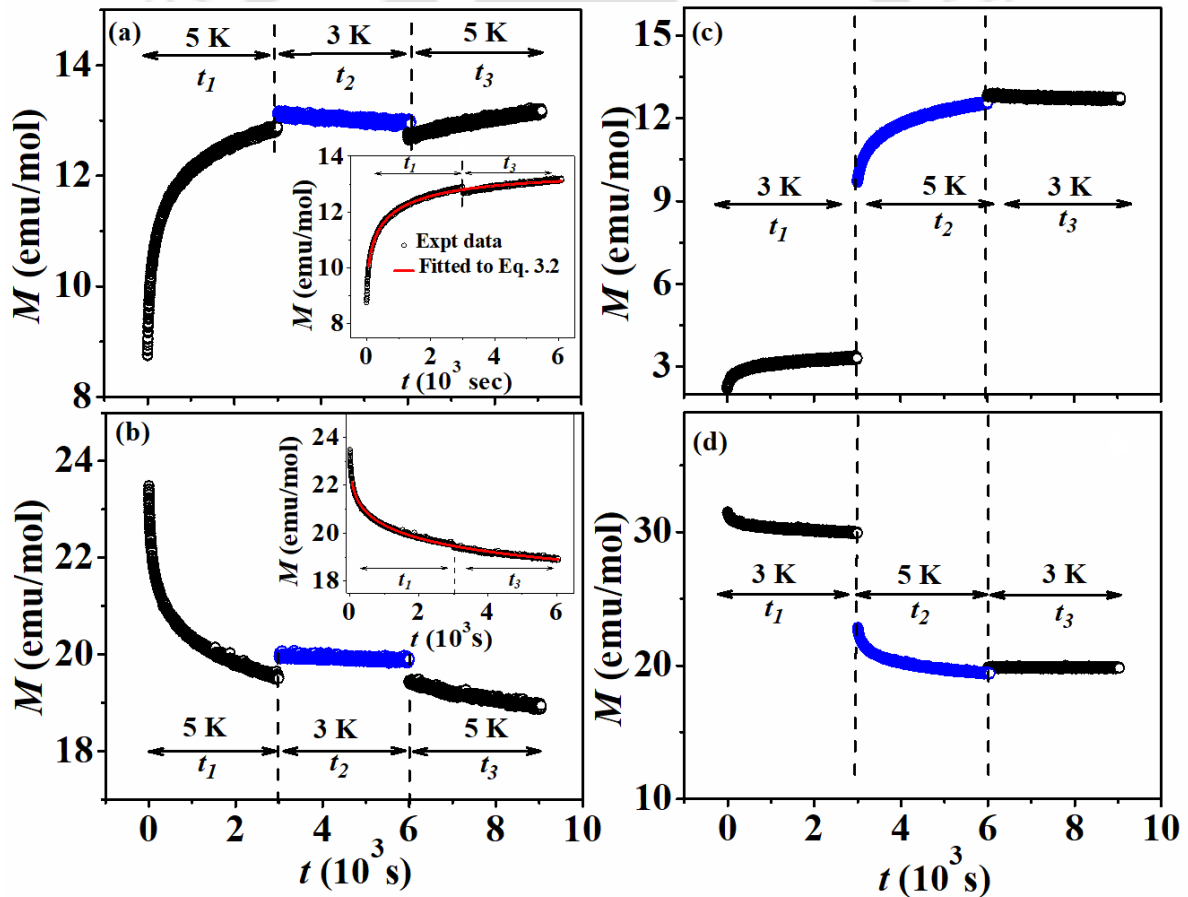 (a)
5 K
3 K
5 K
t1
t2
t3
M (emu/mol)
14
12
10
8
14
12
10
8
M (emu/mol)
t1
t3
Expt data
Fitted to Eq. 3.2
0
2
4
6
t (10^3 sec)
(c)
15
12
9
6
3
M (emu/mol)
3 K
5 K
3 K
t1
t2
t3
(b)
24
22
20
18
M (emu/mol)
24
22
20
18
M (emu/mol)
t1
t3
0
2
4
6
t (10^3s)
5 K
3 K
5 K
t1
t2
t3
0
2
4
6
8
10
t (10^3 s)
(d)
30
20
10
M (emu/mol)
3 K
5 K
3 K
t1
t2
t3
0
2
4
6
8
10
t (10^3 s)